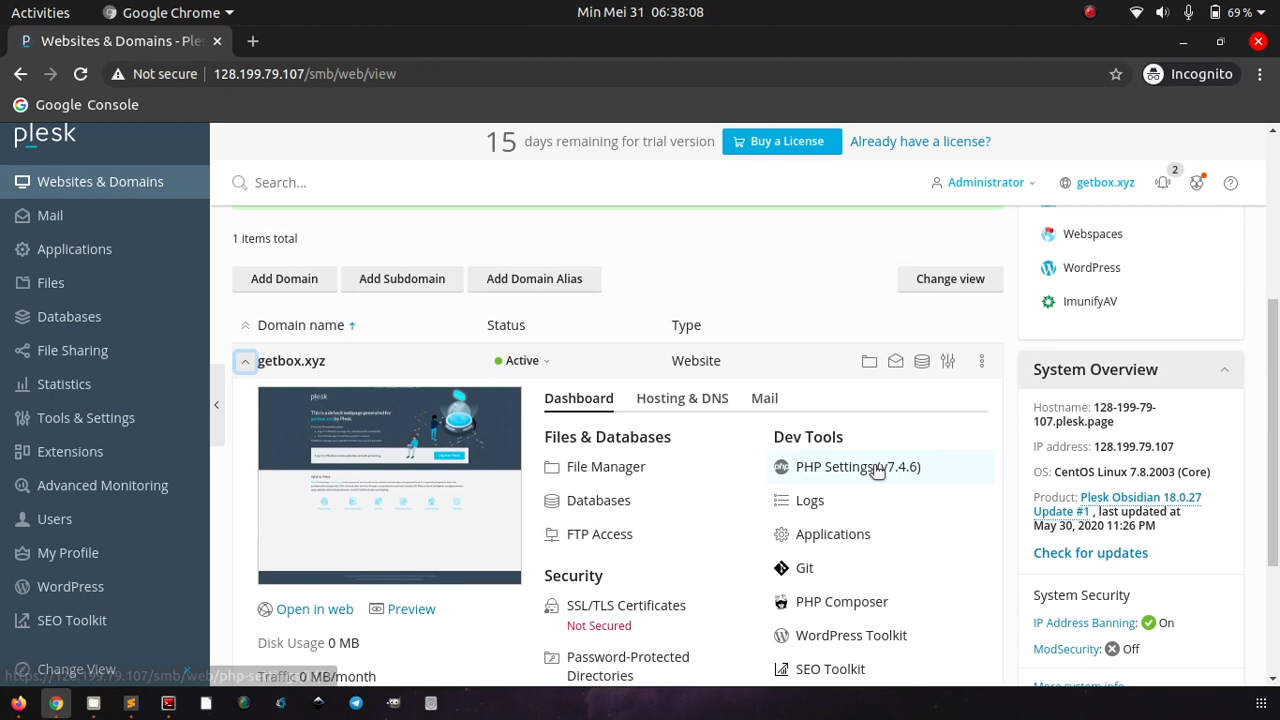 Activities
Google Chrome
Min Mei 31 06:38:08
69 %
Websites & Domains - Ples
Not secure
128.199.79.107/smb/web/view
Incognito
Google Console
plesk
15 days remaining for trial version
Buy a License
Already have a license?
Websites & Domains
Mail
Applications
Files
Databases
File Sharing
Statistics
Tools & Settings
Extensions
Advanced Monitoring
Users
My Profile
WordPress
SEO Toolkit
Change View
Search...
Administrator
getbox.xyz
2
1 items total
Add Domain
Add Subdomain
Add Domain Alias
Change view
Domain name
Status
Type
getbox.xyz
Active
Website
plesk
Dashboard
Hosting & DNS
Mail
Files & Databases
File Manager
Databases
FTP Access
Security
SSL/TLS Certificates
Not Secured
Password-Protected
Directories
Dev Tools
PHP Settings (v7.4.6)
Logs
Applications
Git
PHP Composer
WordPress Toolkit
SEO Toolkit
Open in web
Preview
Disk Usage 0 MB
Traffic 0 MB/month
Webspaces
WordPress
ImunifyAV
System Overview
Hostname: 128-199-79-
107.plesk.page
IP address: 128.199.79.107
OS: CentOS Linux 7.8.2003 (Core)
Product: Plesk Obsidian 18.0.27
Update #1 , last updated at
May 30, 2020 11:26 PM
Check for updates
System Security
IP Address Banning: On
ModSecurity: Off
More system info